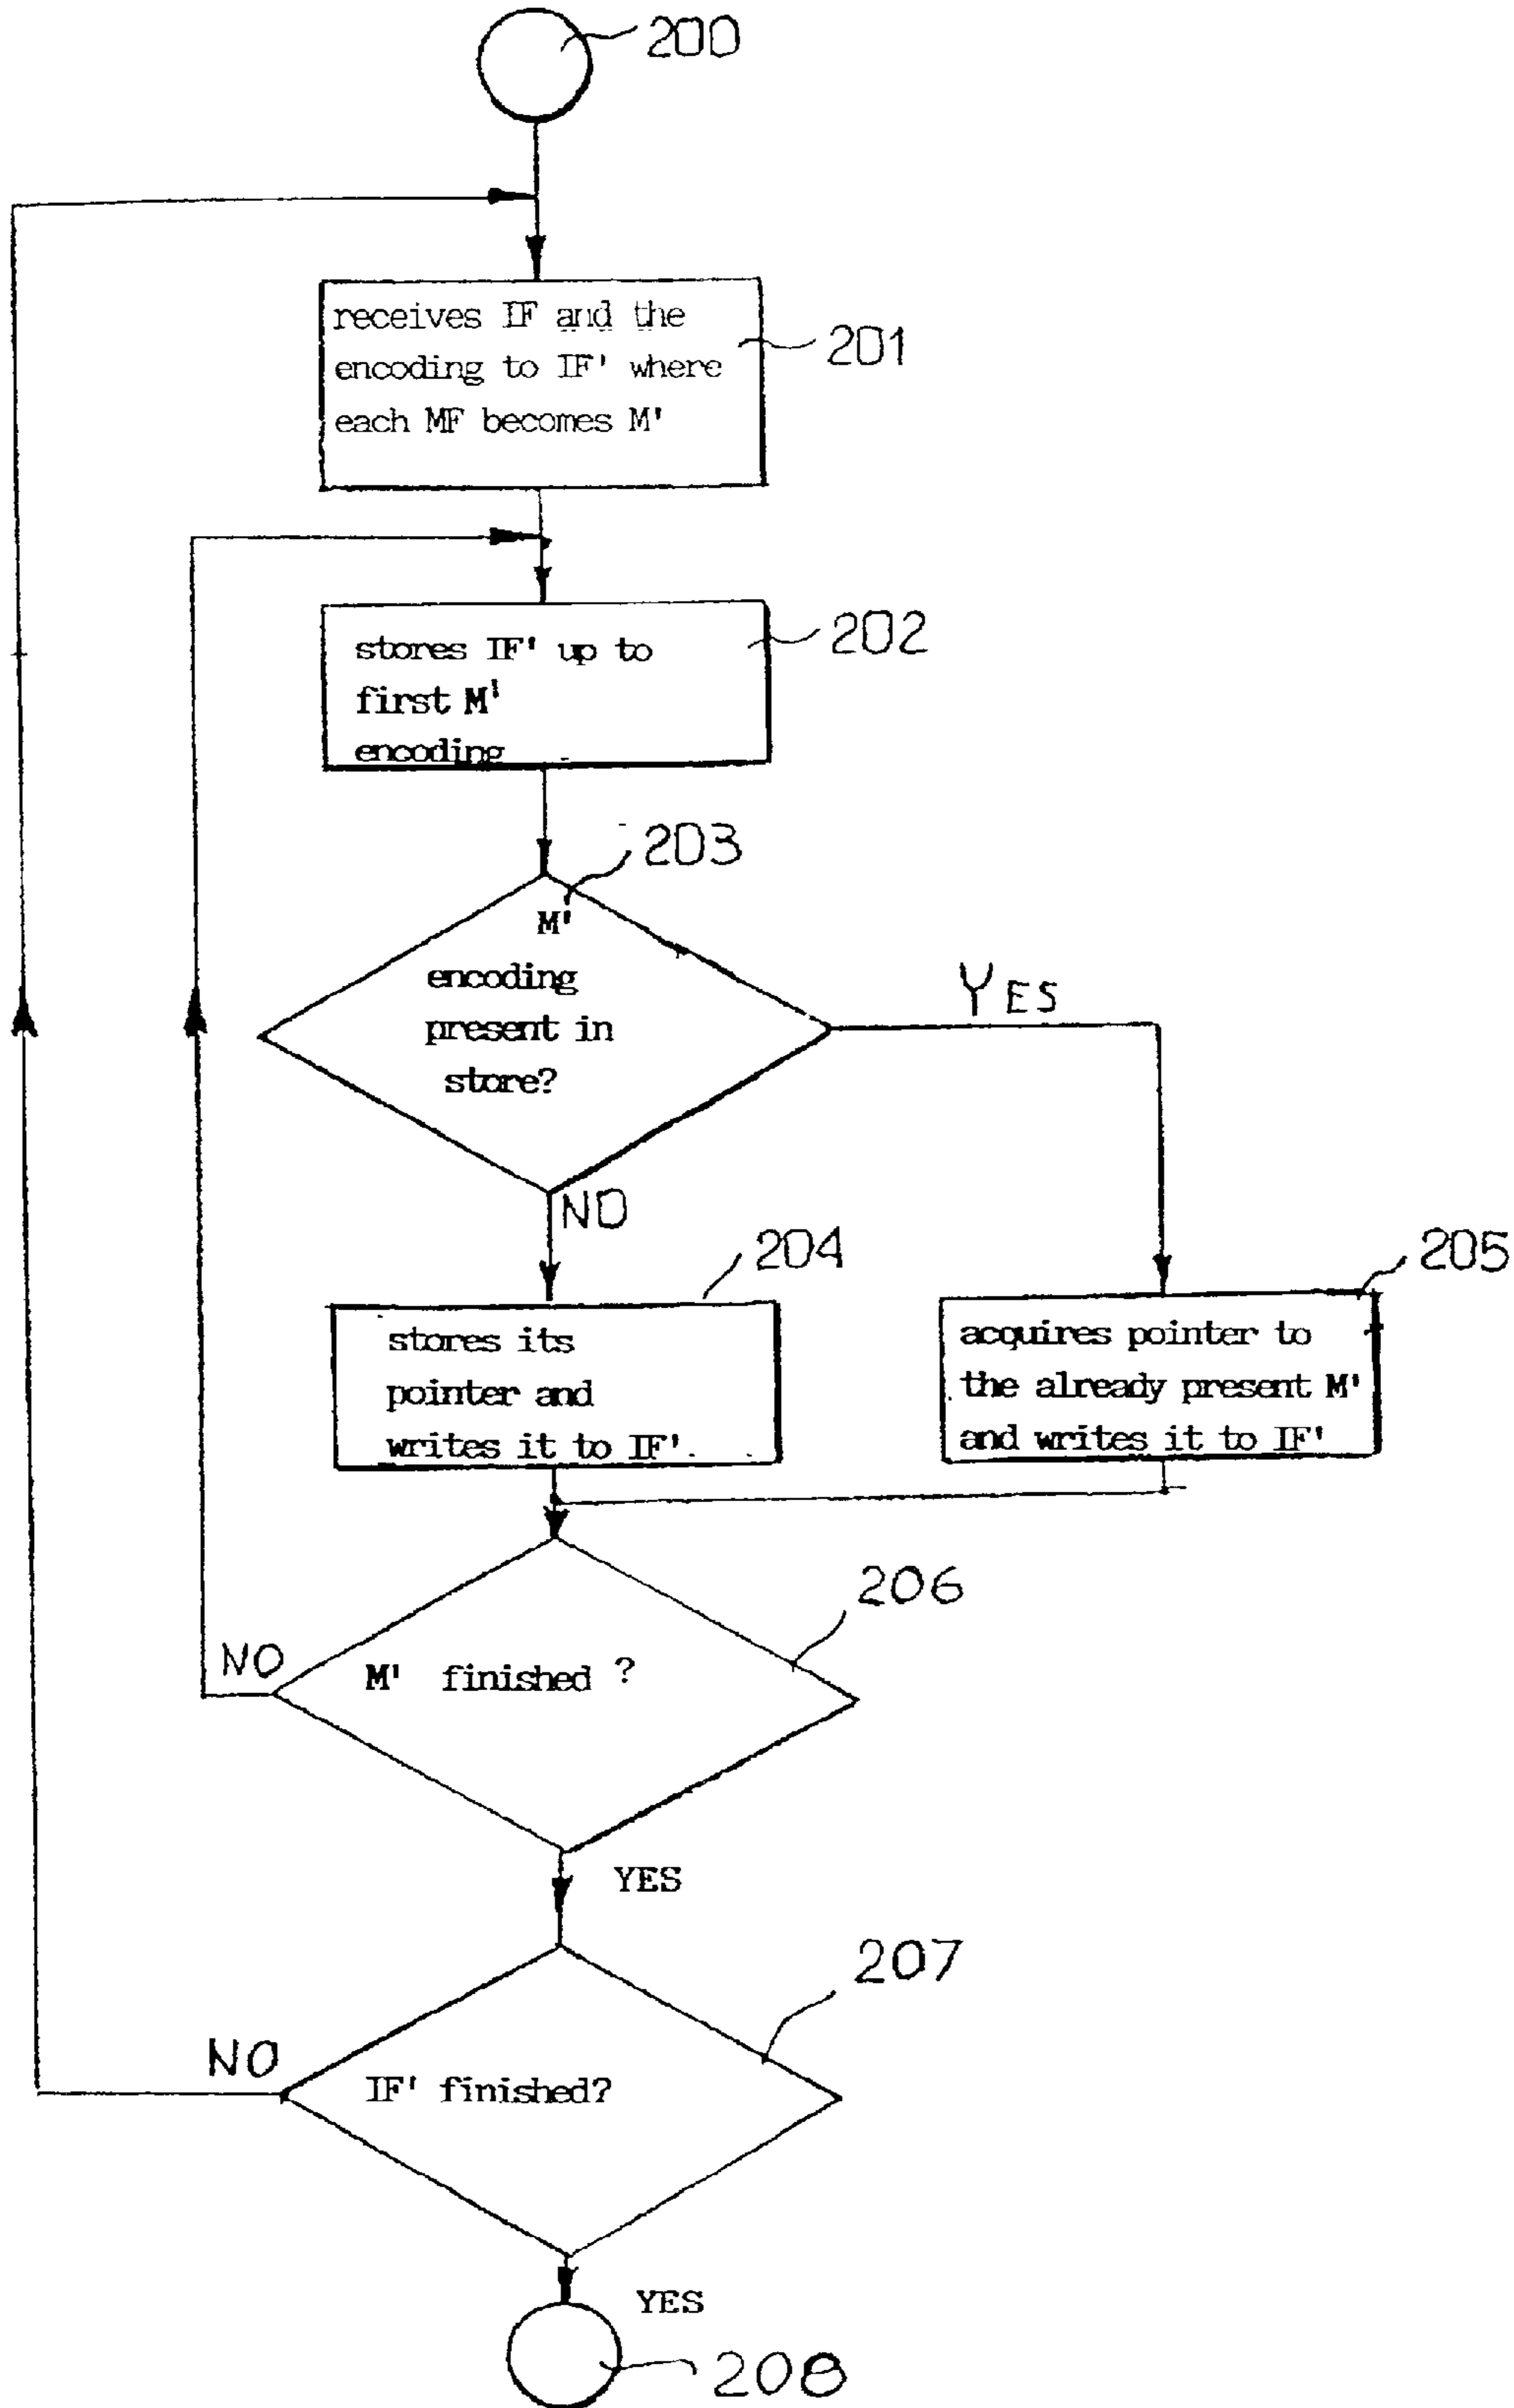 200
receives IF and the
encoding to IF' where
each MF becomes M'
201
stores IF' up to
first M'
encoding
202
203
M'
encoding
present in
store?
YES
NO
204
stores its
pointer and
writes it to IF'.
205
acquires pointer to
the already present M'
and writes it to IF'
206
NO
M' finished ?
YES
207
NO
IF' finished?
YES
208